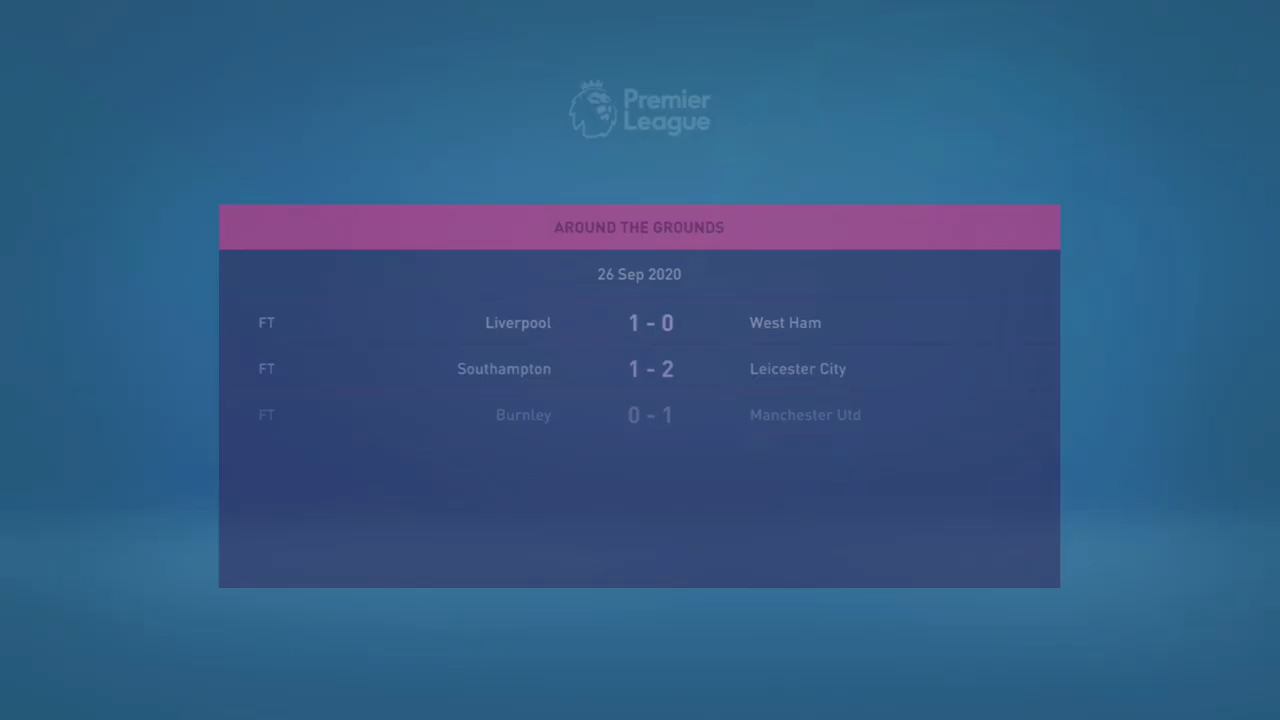 Premier
League
AROUND THE GROUNDS
26 Sep 2020
FT Liverpool 1 - 0 West Ham
FT Southampton 1 - 2 Leicester City
FT Burnley 0 - 1 Manchester Utd